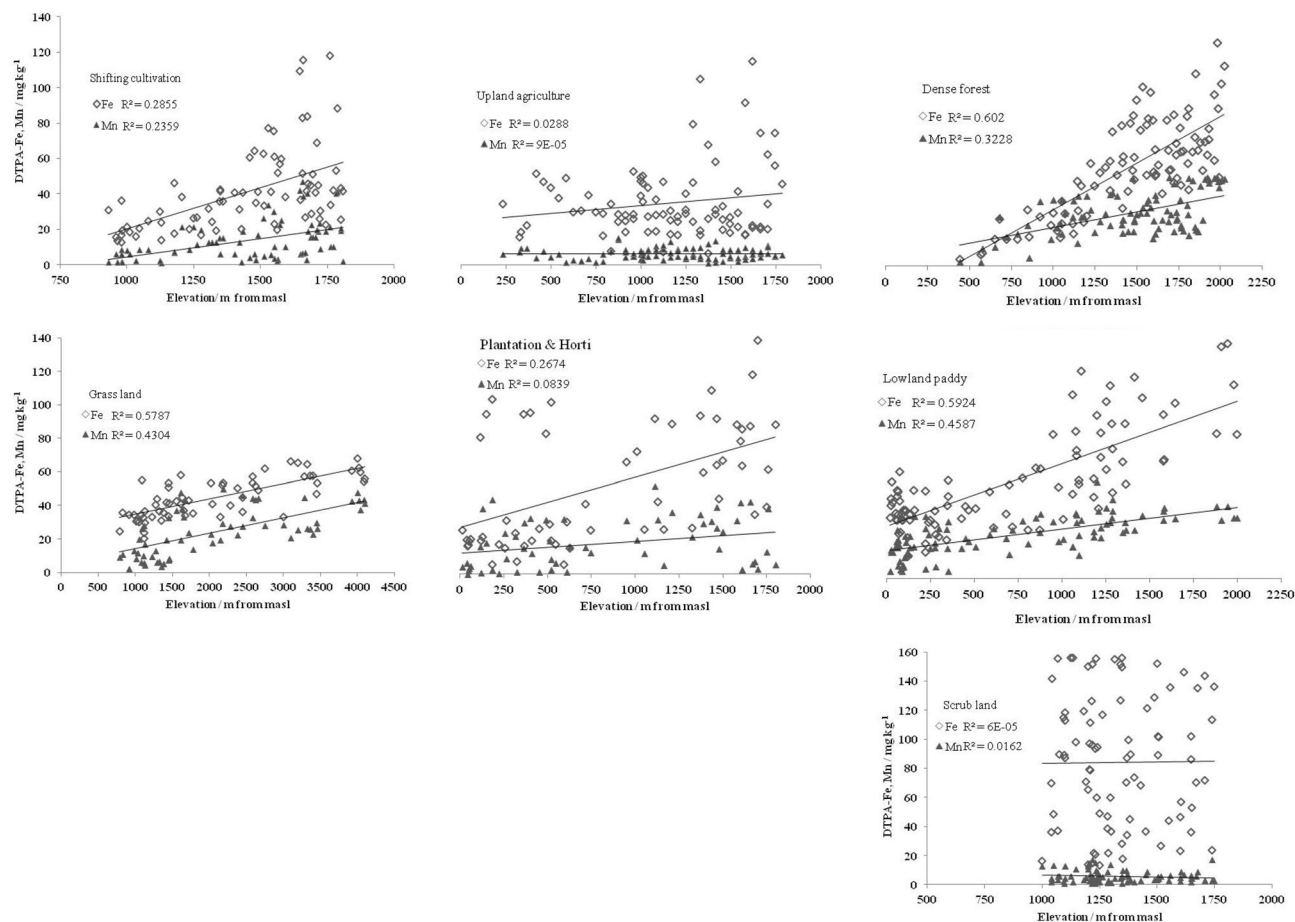 140
120
100
80
60
40
20
0
DTPA-Fe, Mn / mg kg-1
Shifting cultivation
Fe R² = 0.2855
Mn R² = 0.2359
750 1000 1250 1500 1750 2000
Elevation / m from masl
Upland agriculture
Fe R² = 0.0288
Mn R² = 9E-05
0 250 500 750 1000 1250 1500 1750 2000
Elevation / m from masl
Dense forest
Fe R² = 0.602
Mn R² = 0.3228
0 250 500 750 1000 1250 1500 1750 2000 2250
Elevation / m from masl
140
120
100
80
60
40
20
0
DTPA-Fe, Mn / mg kg-1
Grass land
Fe R² = 0.5787
Mn R² = 0.4304
0 500 1000 1500 2000 2500 3000 3500 4000 4500
Elevation / m from masl
Plantation & Horti
Fe R² = 0.2674
Mn R² = 0.0839
0 250 500 750 1000 1250 1500 1750 2000
Elevation / m from masl
Lowland paddy
Fe R² = 0.5924
Mn R² = 0.4587
0 250 500 750 1000 1250 1500 1750 2000 2250
Elevation / m from masl
160
140
120
100
80
60
40
20
0
DTPA-Fe, Mn / mg kg-1
Scrub land
Fe R² = 6E-05
Mn R² = 0.0162
500 750 1000 1250 1500 1750 2000
Elevation / m from masl